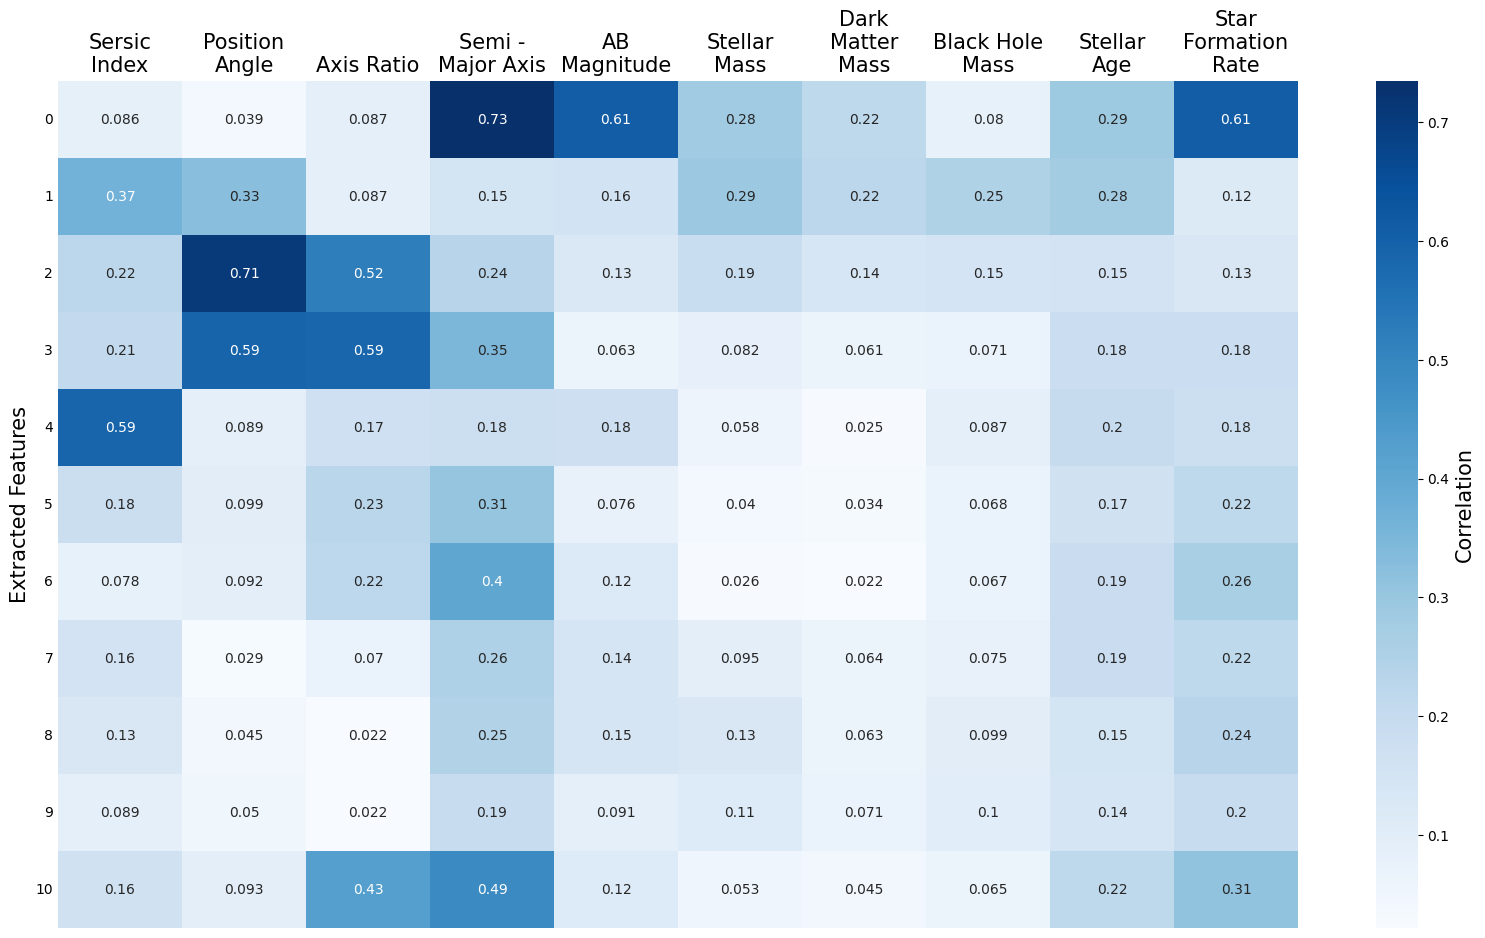 Sersic
Index
Position
Angle
Axis Ratio
Semi -
Major Axis
AB
Magnitude
Stellar
Mass
Dark
Matter
Mass
Black Hole
Mass
Stellar
Age
Star
Formation
Rate
Extracted Features
0 0.086 0.039 0.087 0.73 0.61 0.28 0.22 0.08 0.29 0.61
1 0.37 0.33 0.087 0.15 0.16 0.29 0.22 0.25 0.28 0.12
2 0.22 0.71 0.52 0.24 0.13 0.19 0.14 0.15 0.15 0.13
3 0.21 0.59 0.59 0.35 0.063 0.082 0.061 0.071 0.18 0.18
4 0.59 0.089 0.17 0.18 0.18 0.058 0.025 0.087 0.2 0.18
5 0.18 0.099 0.23 0.31 0.076 0.04 0.034 0.068 0.17 0.22
6 0.078 0.092 0.22 0.4 0.12 0.026 0.022 0.067 0.19 0.26
7 0.16 0.029 0.07 0.26 0.14 0.095 0.064 0.075 0.19 0.22
8 0.13 0.045 0.022 0.25 0.15 0.13 0.063 0.099 0.15 0.24
9 0.089 0.05 0.022 0.19 0.091 0.11 0.071 0.1 0.14 0.2
10 0.16 0.093 0.43 0.49 0.12 0.053 0.045 0.065 0.22 0.31
0.7
0.6
0.5
0.4
0.3
0.2
0.1
Correlation